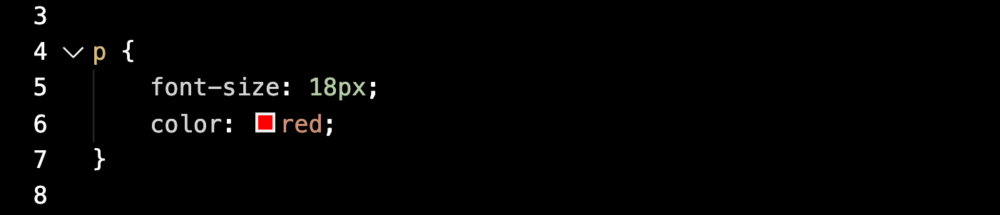 3
4 p {
5 font-size: 18px;
6 color: red;
7 }
8